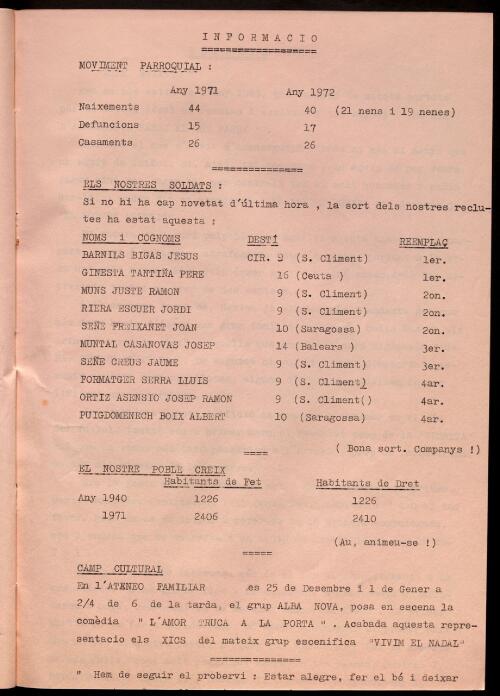 INFORMACIO
MOVIMENT PARROQUIAL :
Any 1971 Any 1972
Naixements 44 40 (21 nens i 19 nenes)
Defuncions 15 17
Casaments 26 26
ELS NOSTRES SOLDATS :
Si no hi ha cap novetat d'última hora , la sort dels nostres reclu-
tes ha estat aquesta :
NOMS i COGNOMS DESTÍ REEMPLAÇ
BARNILS BIGAS JESUS CIR. 9 (S. Climent) 1er.
GINESTA TANTIÑA PERE 16 (Ceuta ) 1er.
MUNS JUSTE RAMON 9 (S. Climent) 2on.
RIERA ESCUER JORDI 9 (S. Climent) 2on.
SEÑE FREIXANET JOAN 10 (Saragossa) 2on.
MUNTAL CASANOVAS JOSEP 14 (Balears ) 3er.
SEÑE CREUS JAUME 9 (S. Climent) 3er.
FORMATGER SERRA LLUIS 9 (S. Climent) 4ar.
ORTIZ ASENSIO JOSEP RAMON 9 (S. Climent() 4ar.
PUIGDOMENECH BOIX ALBERT 10 (Saragossa) 4ar.
( Bona sort. Companys !)
EL NOSTRE POBLE CREIX
Habitants de Fet Habitants de Dret
Any 1940 1226 1226
1971 2406 2410
(Au, animeu-se !)
CAMP CULTURAL
En l'ATENEO FAMILIAR es 25 de Desembre i 1 de Gener a
2/4 de 6 de la tarda, el grup ALBA NOVA, posa en escena la
comèdia " L'AMOR TRUCA A LA PORTA " . Acabada aquesta repre-
sentacio els XICS del mateix grup escenifica "VIVIM EL NADAL"
" Hem de seguir el probervi : Estar alegre, fer el bé i deixar